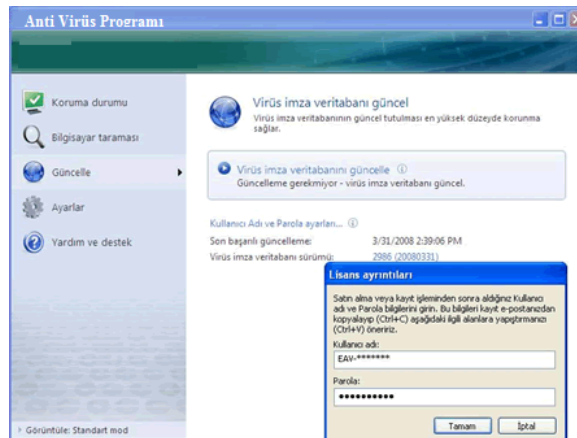 Anti Virüs Programı
Koruma durumu
Bilgisayar taraması
Güncelle
Ayarlar
Yardım ve destek
Görüntüle: Standart mod
Virüs imza veritabanı güncel
Virüs imza veritabanının güncel tutulması en yüksek düzeyde korunma
sağlar.
Virüs imza veritabanını güncelle
Güncelleme gerekmiyor - virüs imza veritabanı güncel.
Kullanıcı Adı ve Parola ayarları...
Son başarılı güncelleme: 3/31/2008 2:39:06 PM
Virüs imza veritabanı sürümü: 2986 (20080331)
Lisans ayrıntıları
Satın alma veya kayıt işleminden sonra aldığınız Kullanıcı
adı ve Parola bilgilerini girin. Bu bilgileri kayıt e-postanızdan
kopyalayıp (Ctrl+C) aşağıdaki ilgili alanlara yapıştırmanızı
(Ctrl+V) öneririz.
Kullanıcı adı:
EAV-*******
Parola:
••••••••••
Tamam İptal